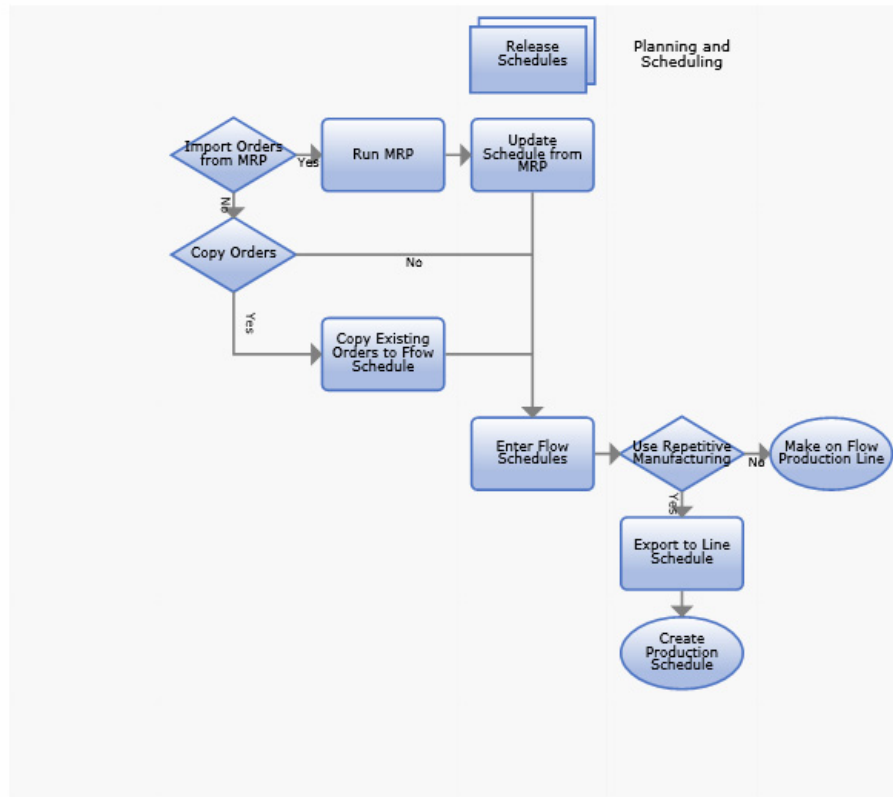 Release
Schedules
Planning and
Scheduling
Import Orders
from MRP
Yes
Run MRP
Update
Schedule from
MRP
No
Copy Orders
No
Yes
Copy Existing
Orders to Ffow
Schedule
Enter Flow
Schedules
Use Repetitive
Manufacturing
No
Make on Flow
Production Line
Yes
Export to Line
Schedule
Create
Production
Schedule